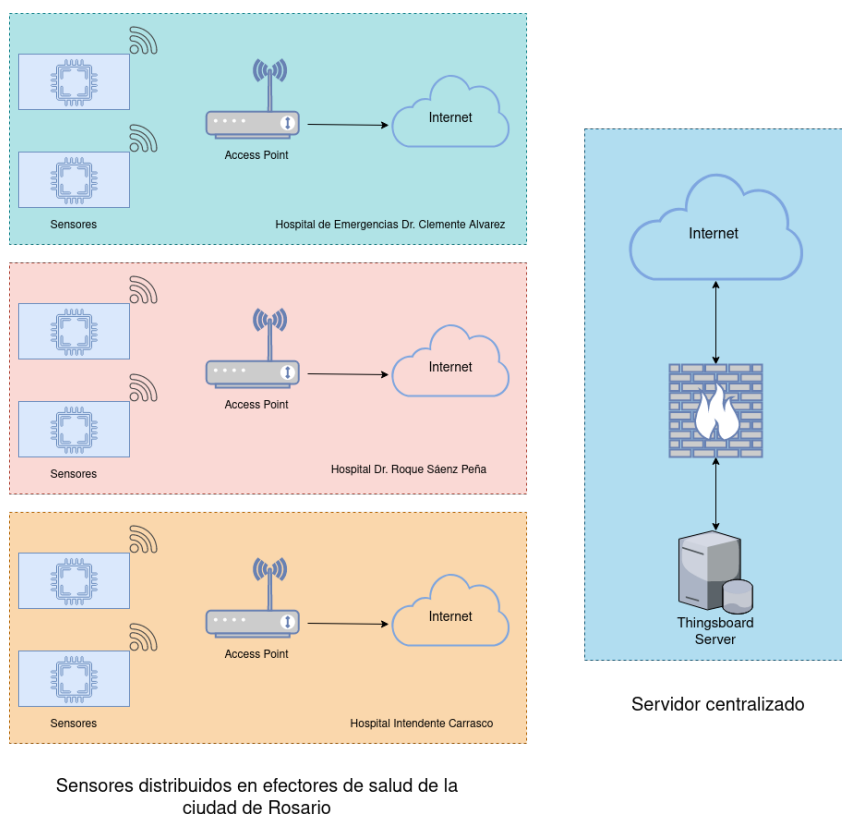 Internet
Access Point
Sensores
Hospital de Emergencias Dr. Clemente Alvarez
Internet
Access Point
Sensores
Hospital Dr. Roque Sáenz Peña
Internet
Access Point
Sensores
Hospital Intendente Carrasco
Sensores distribuidos en efectores de salud de la
ciudad de Rosario
Internet
Thingsboard
Server
Servidor centralizado